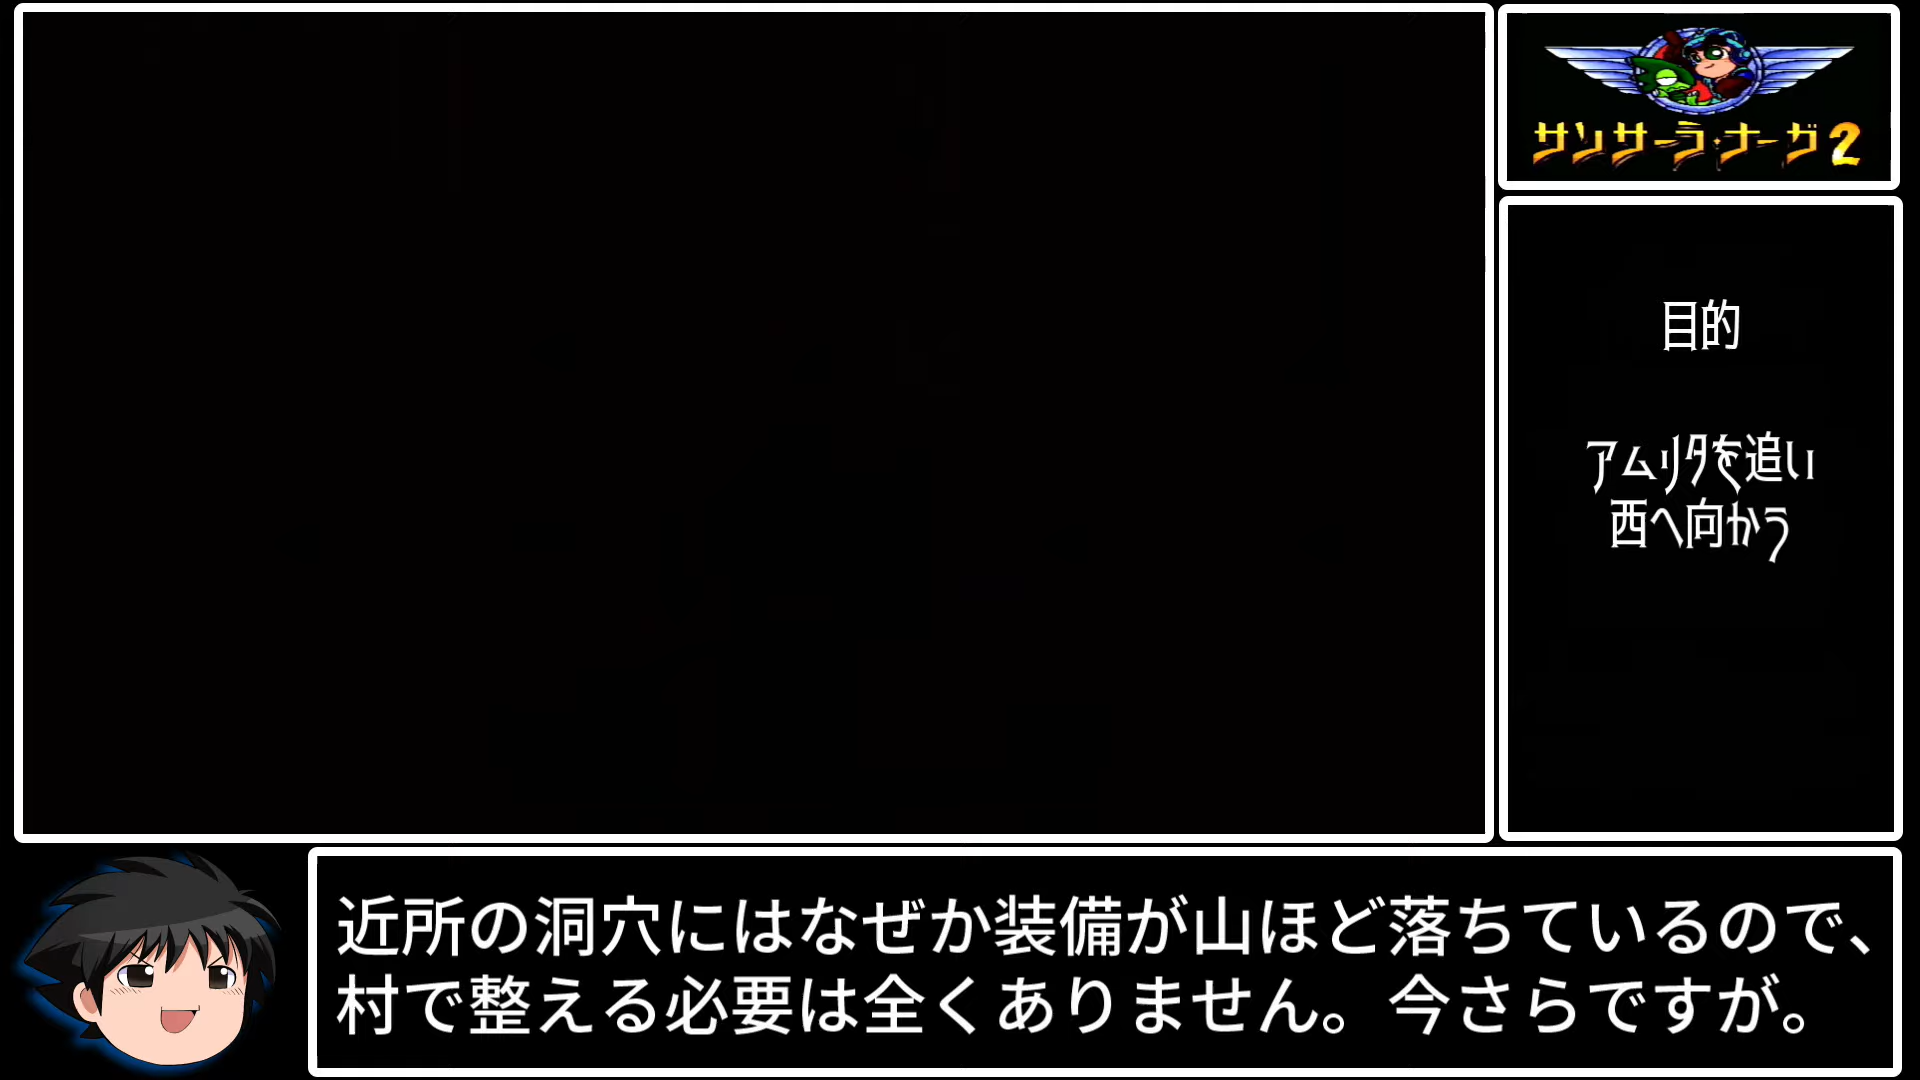 サンサーラ・ナーガ2
目的
アムリタを追い
西へ向かう
近所の洞穴にはなぜか装備が山ほど落ちているので、
村で整える必要は全くありません。今さらですが。